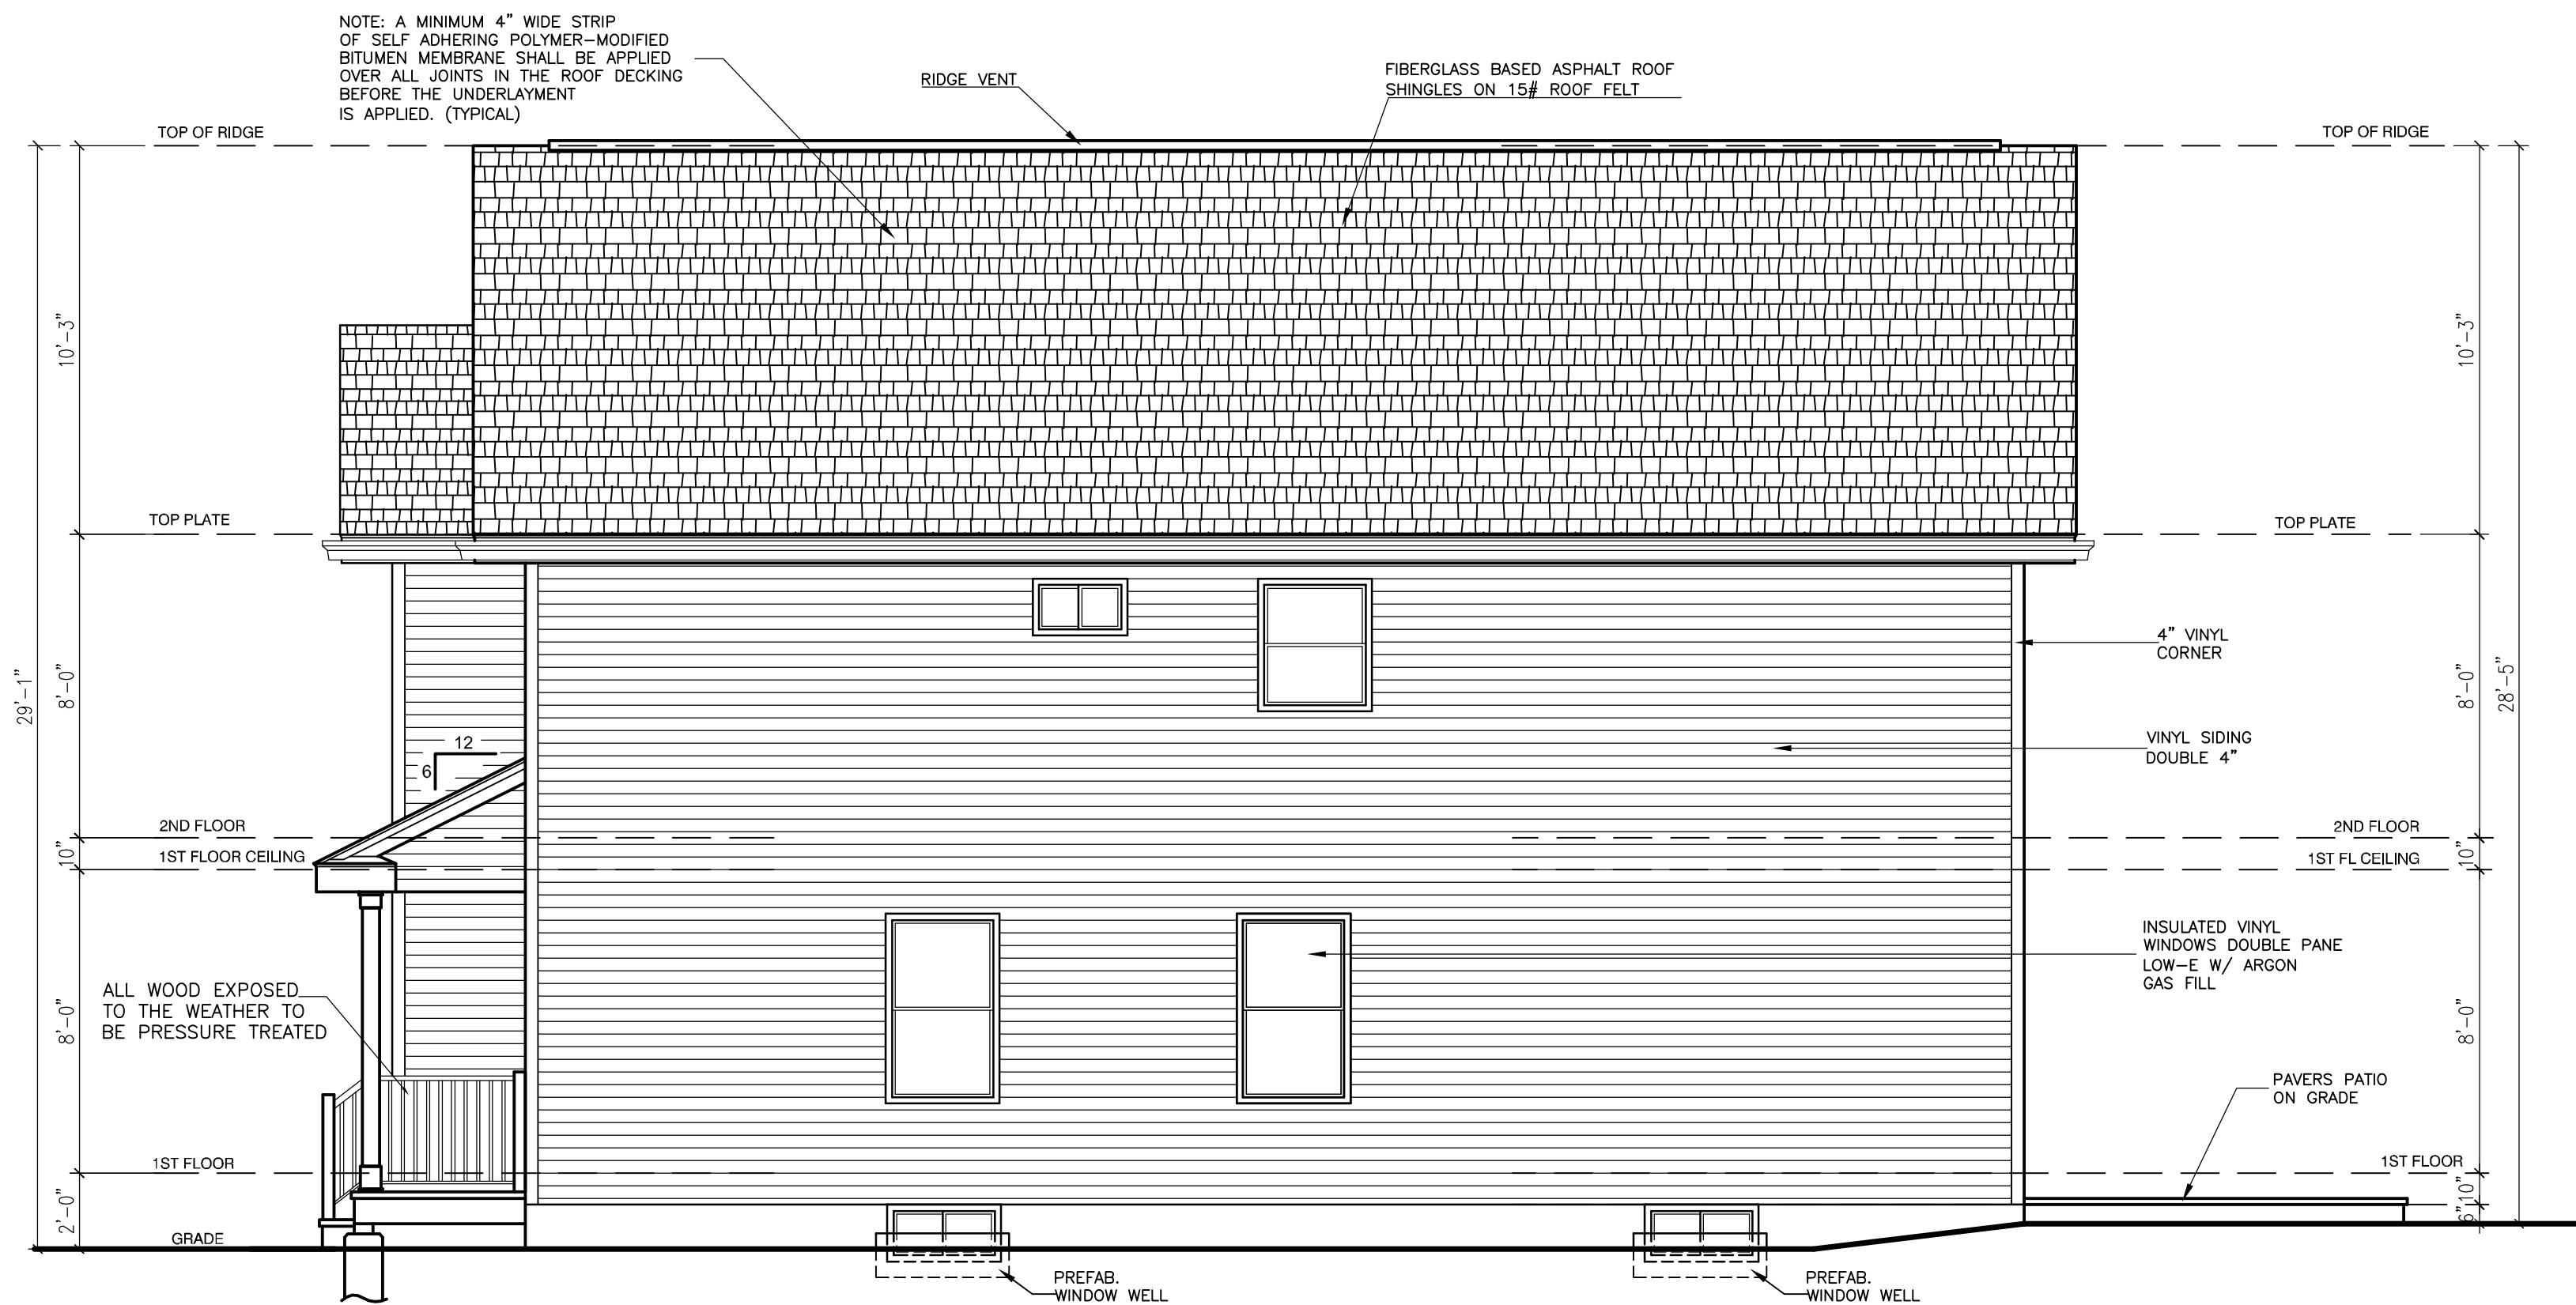 NOTE: A MINIMUM 4" WIDE STRIP
OF SELF ADHERING POLYMER-MODIFIED
BITUMEN MEMBRANE SHALL BE APPLIED
OVER ALL JOINTS IN THE ROOF DECKING
BEFORE THE UNDERLAYMENT
IS APPLIED. (TYPICAL)
RIDGE VENT
FIBERGLASS BASED ASPHALT ROOF
SHINGLES ON 15# ROOF FELT
TOP OF RIDGE
TOP OF RIDGE
10'-3"
10'-3"
TOP PLATE
TOP PLATE
4" VINYL
CORNER
29'-1"
8'-0"
8'-0"
28'-5"
12
6
VINYL SIDING
DOUBLE 4"
2ND FLOOR
2ND FLOOR
10"
10"
1ST FLOOR CEILING
1ST FL CEILING
INSULATED VINYL
WINDOWS DOUBLE PANE
LOW-E W/ ARGON
GAS FILL
ALL WOOD EXPOSED
TO THE WEATHER TO
BE PRESSURE TREATED
8'-0"
8'-0"
PAVERS PATIO
ON GRADE
1ST FLOOR
1ST FLOOR
2'-0"
10"
6"
GRADE
PREFAB.
WINDOW WELL
PREFAB.
WINDOW WELL